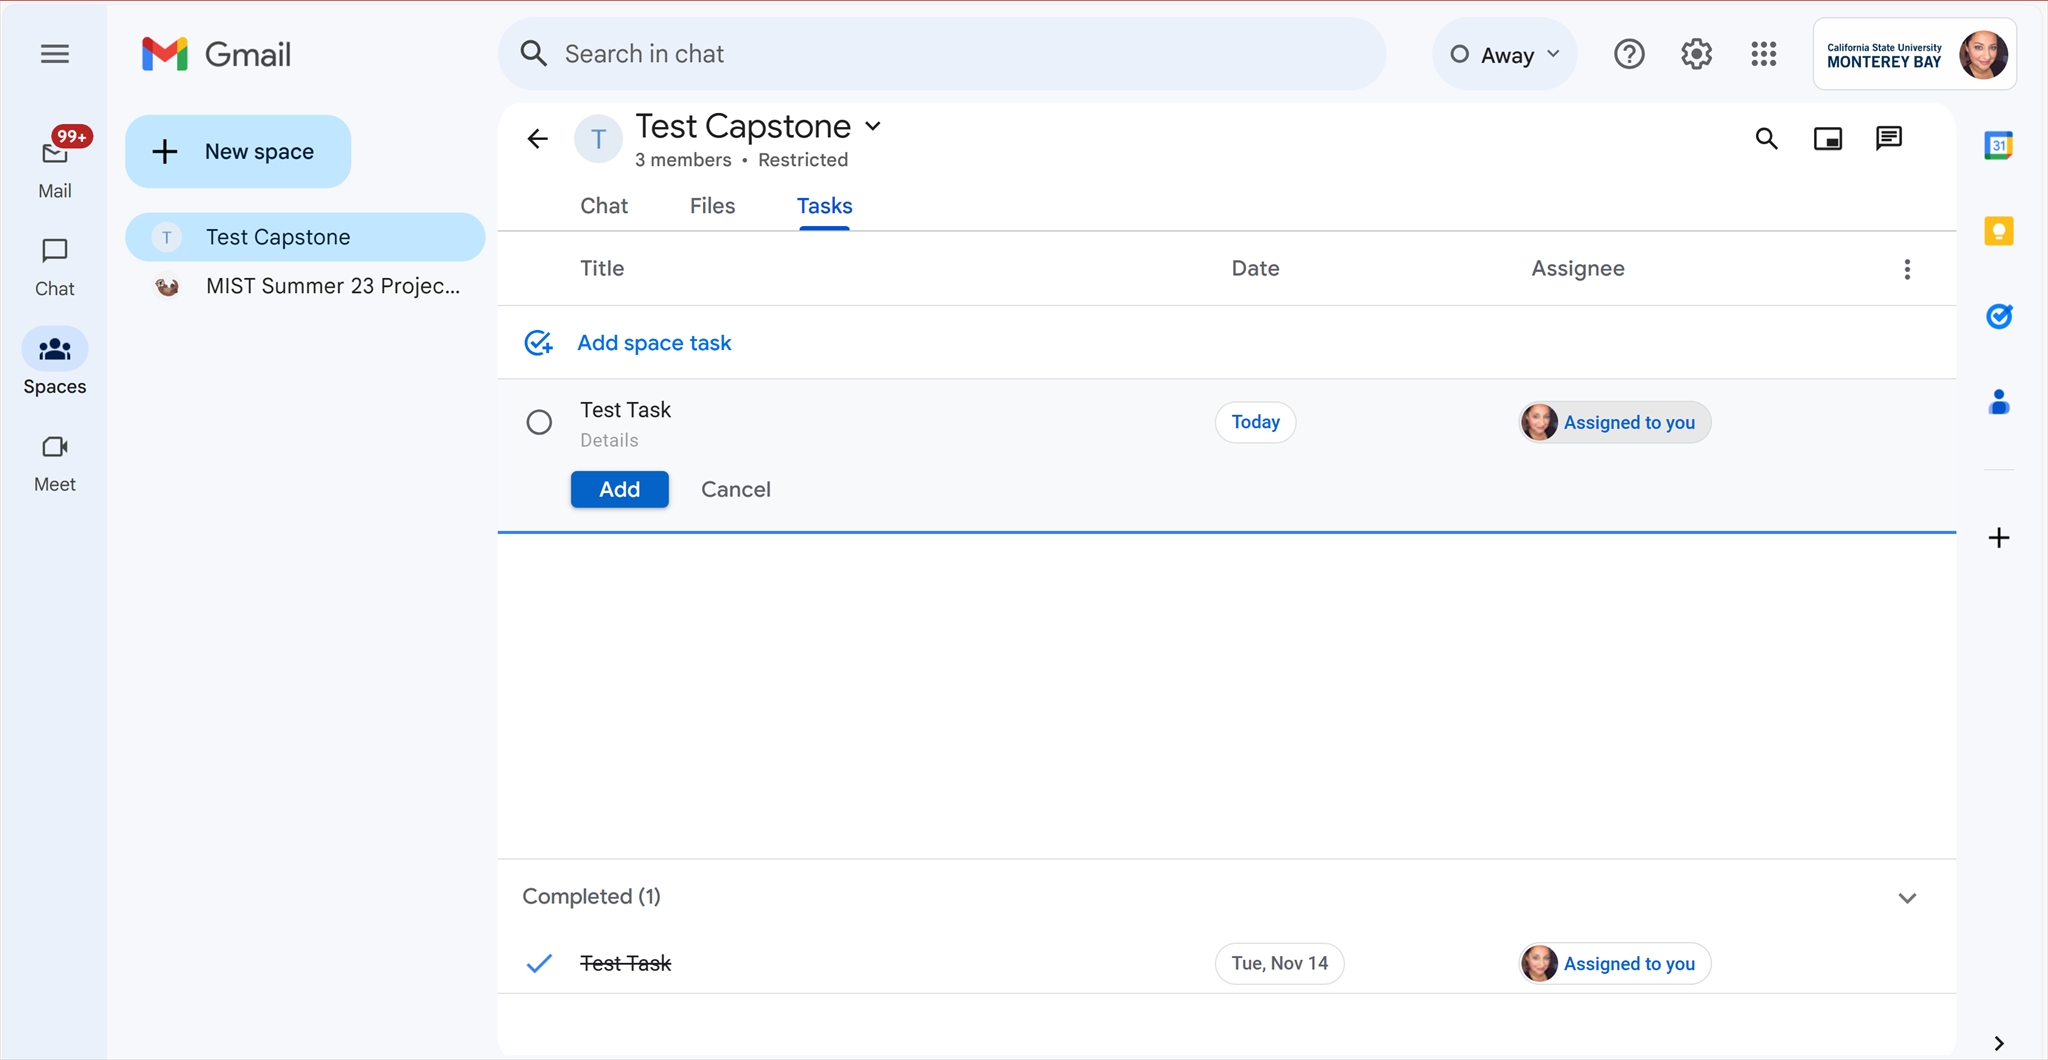 Gmail
Search in chat
Away
California State University
MONTEREY BAY
99+
Mail
Chat
Spaces
Meet
New space
T Test Capstone
MIST Summer 23 Projec...
T
Test Capstone
3 members • Restricted
Chat Files Tasks
Title Date Assignee
Add space task
Test Task Today Assigned to you
Details
Add Cancel
Completed (1)
Test Task Tue, Nov 14 Assigned to you
31